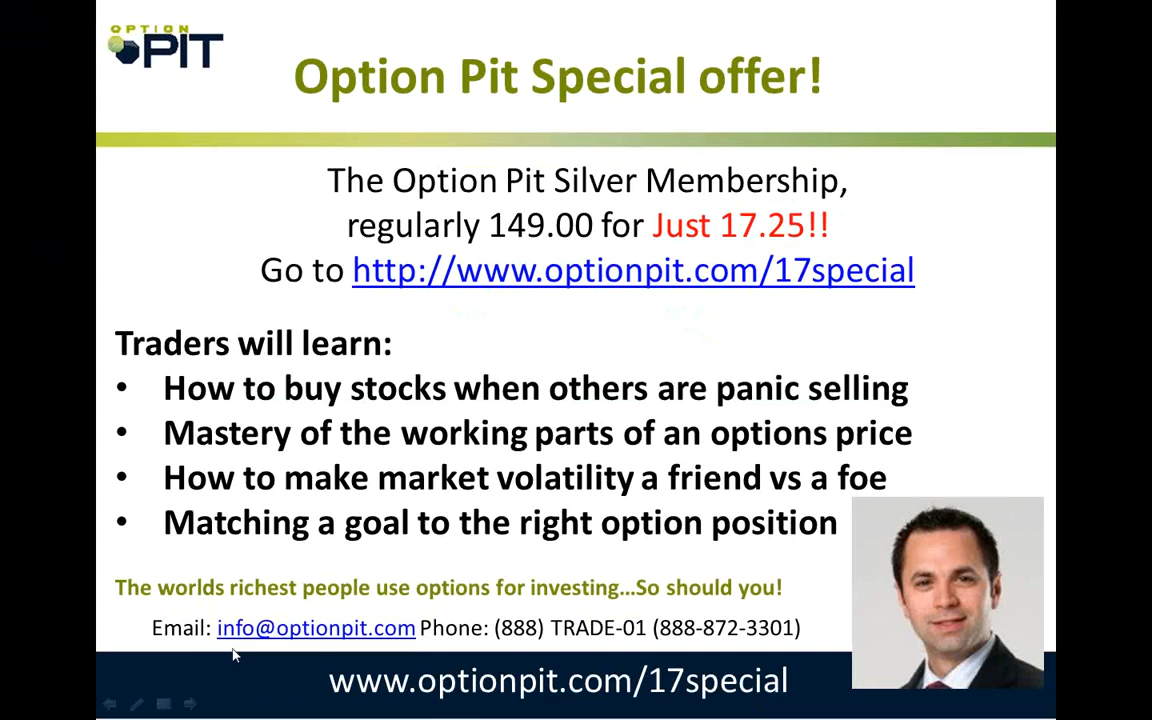 OPTION
PIT
Option Pit Special offer!
The Option Pit Silver Membership,
regularly 149.00 for Just 17.25!!
Go to http://www.optionpit.com/17special
Traders will learn:
• How to buy stocks when others are panic selling
• Mastery of the working parts of an options price
• How to make market volatility a friend vs a foe
• Matching a goal to the right option position
The worlds richest people use options for investing…So should you!
Email: info@optionpit.com Phone: (888) TRADE-01 (888-872-3301)
www.optionpit.com/17special